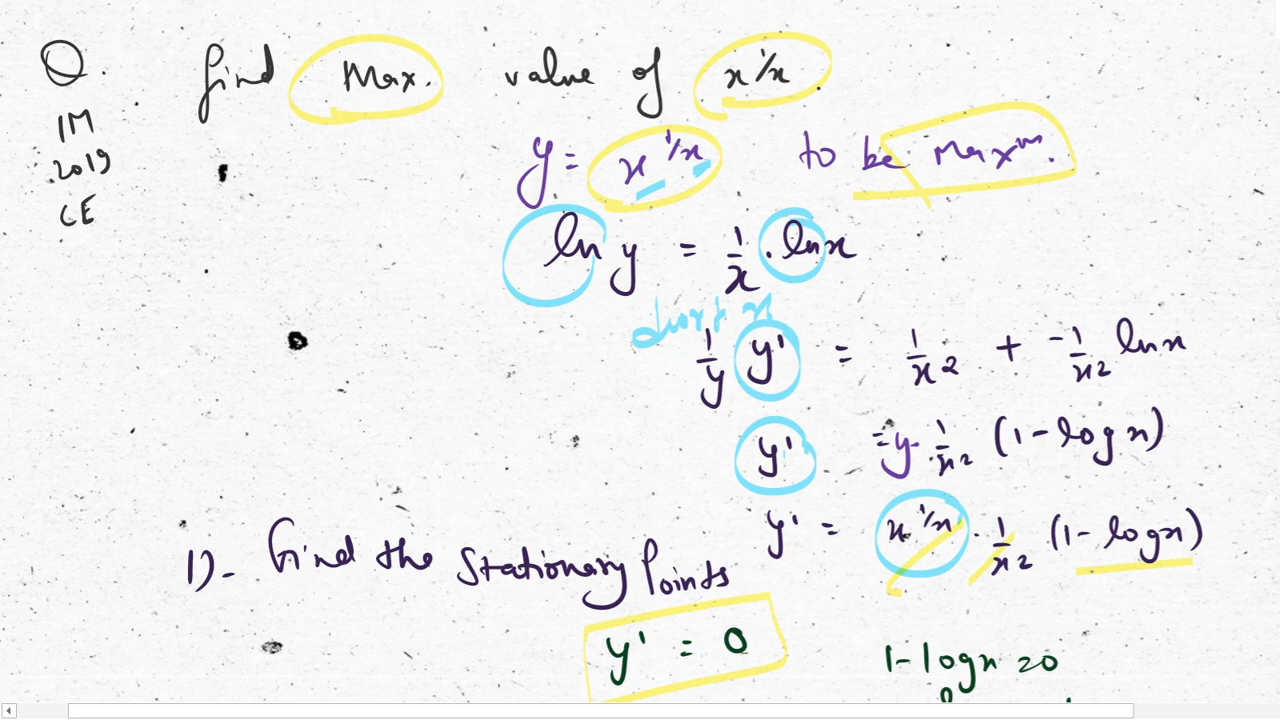 Q. find Max. value of x^1/x
1M
2019
CE
y = x^1/x to be Max^m.
ln y = 1/x . ln x
1/y y' = 1/x² + -1/x² ln x
y' = y. 1/x² (1 - log x)
y' = x^1/x . 1/x² (1 - log x)
1) - Find the Stationary Points
y' = 0
1 - log x = 0